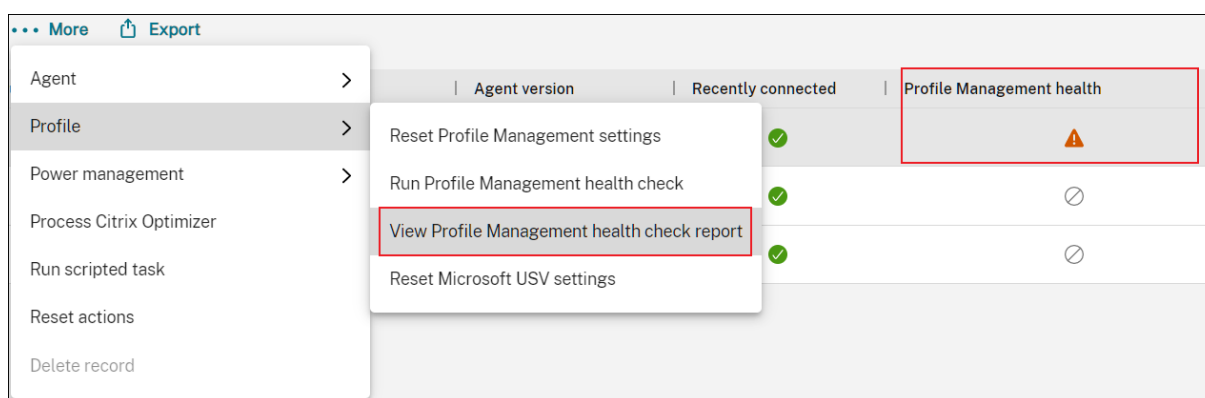 More Export
Agent
Profile
Power management
Process Citrix Optimizer
Run scripted task
Reset actions
Delete record
Agent version Recently connected Profile Management health
Reset Profile Management settings
Run Profile Management health check
View Profile Management health check report
Reset Microsoft USV settings